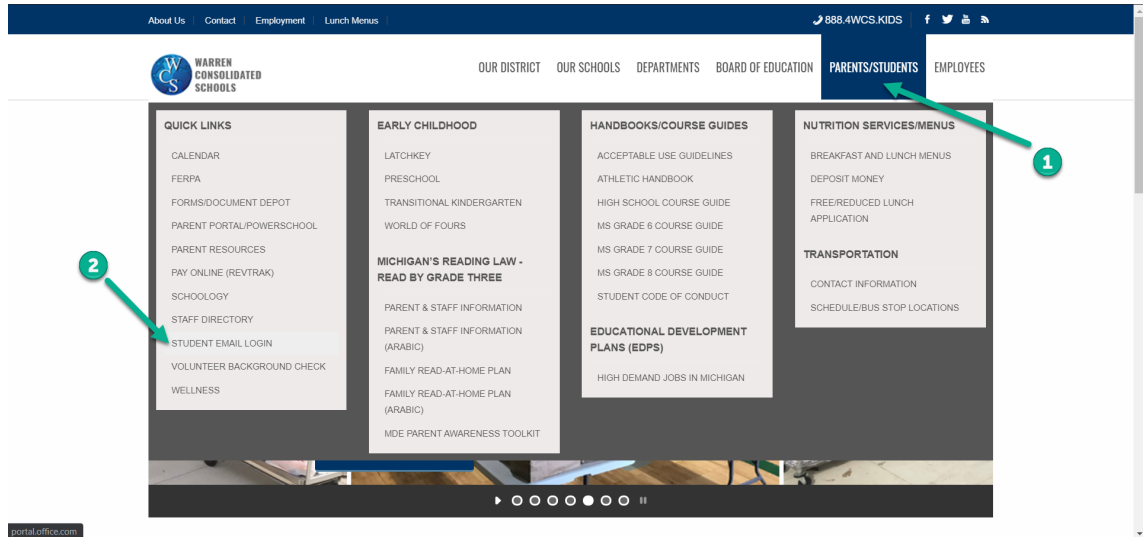 About Us
Contact
Employment
Lunch Menus
888.4WCS.KIDS
WCS
WARREN
CONSOLIDATED
SCHOOLS
OUR DISTRICT
OUR SCHOOLS
DEPARTMENTS
BOARD OF EDUCATION
PARENTS/STUDENTS
EMPLOYEES
1
2
QUICK LINKS
CALENDAR
FERPA
FORMS/DOCUMENT DEPOT
PARENT PORTAL/POWERSCHOOL
PARENT RESOURCES
PAY ONLINE (REVTRAK)
SCHOOLOGY
STAFF DIRECTORY
STUDENT EMAIL LOGIN
VOLUNTEER BACKGROUND CHECK
WELLNESS
EARLY CHILDHOOD
LATCHKEY
PRESCHOOL
TRANSITIONAL KINDERGARTEN
WORLD OF FOURS
MICHIGAN'S READING LAW -
READ BY GRADE THREE
PARENT & STAFF INFORMATION
PARENT & STAFF INFORMATION
(ARABIC)
FAMILY READ-AT-HOME PLAN
FAMILY READ-AT-HOME PLAN
(ARABIC)
MDE PARENT AWARENESS TOOLKIT
HANDBOOKS/COURSE GUIDES
ACCEPTABLE USE GUIDELINES
ATHLETIC HANDBOOK
HIGH SCHOOL COURSE GUIDE
MS GRADE 6 COURSE GUIDE
MS GRADE 7 COURSE GUIDE
MS GRADE 8 COURSE GUIDE
STUDENT CODE OF CONDUCT
EDUCATIONAL DEVELOPMENT
PLANS (EDPS)
HIGH DEMAND JOBS IN MICHIGAN
NUTRITION SERVICES/MENUS
BREAKFAST AND LUNCH MENUS
DEPOSIT MONEY
FREE/REDUCED LUNCH
APPLICATION
TRANSPORTATION
CONTACT INFORMATION
SCHEDULE/BUS STOP LOCATIONS
portal.office.com